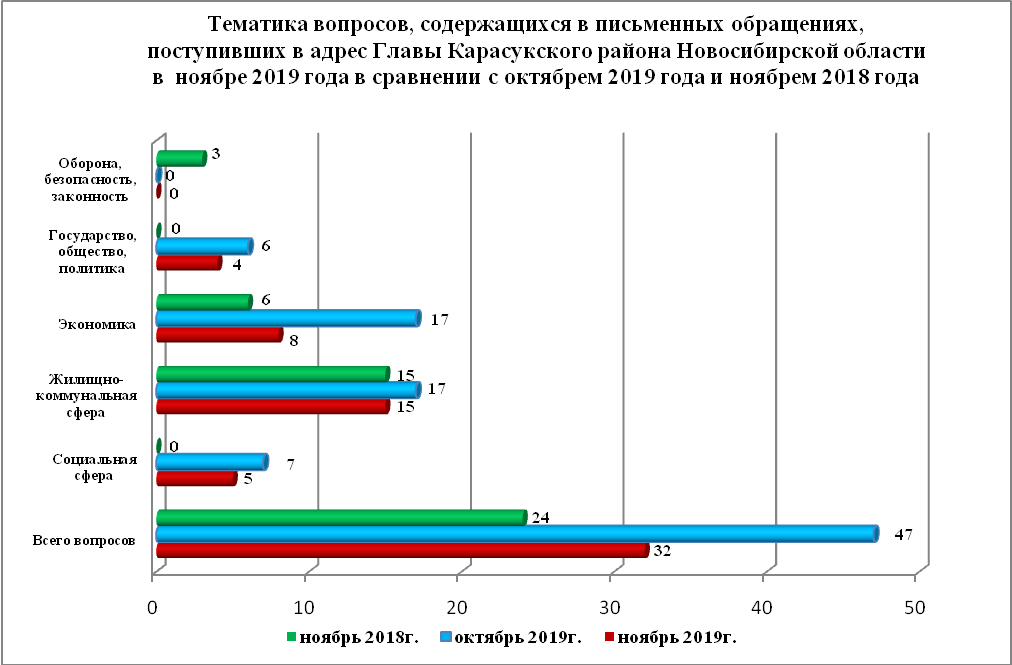 Тематика вопросов, содержащихся в письменных обращениях,
поступивших в адрес Главы Карасукского района Новосибирской области
в ноябре 2019 года в сравнении с октябрем 2019 года и ноябрем 2018 года
Оборона,
безопасность,
законность
3
0
0
Государство,
общество,
политика
0
6
4
Экономика
6
17
8
Жилищно-
коммунальная
сфера
15
17
15
Социальная
сфера
0
7
5
Всего вопросов
24
47
32
0 10 20 30 40 50
ноябрь 2018г. октябрь 2019г. ноябрь 2019г.